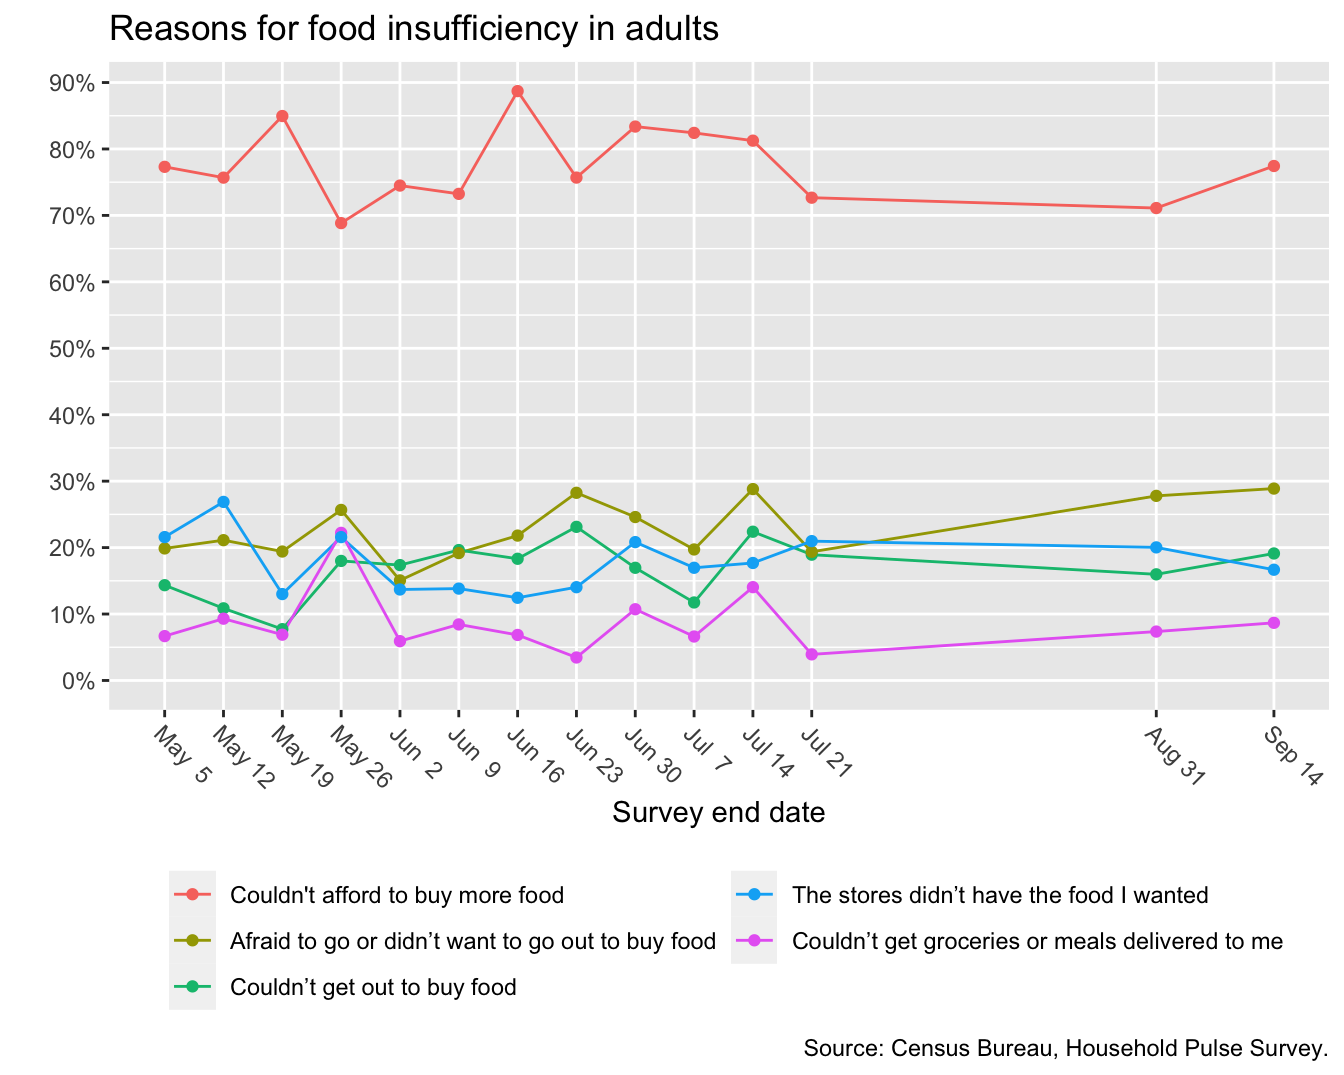 Reasons for food insufficiency in adults
90%
80%
70%
60%
50%
40%
30%
20%
10%
0%
May 5
May 12
May 19
May 26
Jun 2
Jun 9
Jun 16
Jun 23
Jun 30
Jul 7
Jul 14
Jul 21
Aug 31
Sep 14
Survey end date
Couldn't afford to buy more food
Afraid to go or didn’t want to go out to buy food
Couldn’t get out to buy food
The stores didn’t have the food I wanted
Couldn’t get groceries or meals delivered to me
Source: Census Bureau, Household Pulse Survey.